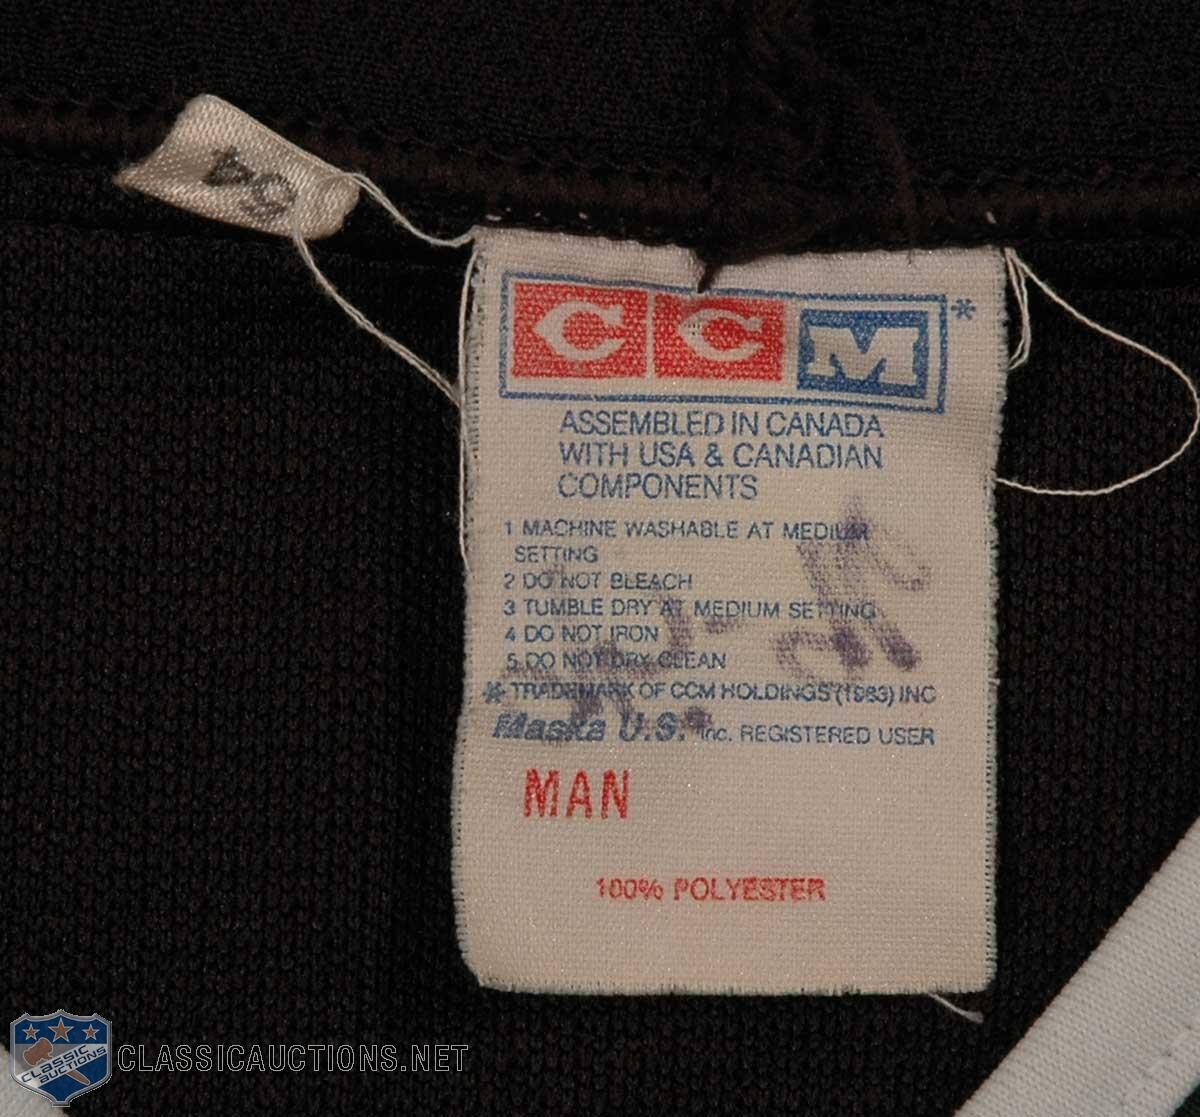 54
CCM*
ASSEMBLED IN CANADA
WITH USA & CANADIAN
COMPONENTS
1 MACHINE WASHABLE AT MEDIUM
SETTING
2 DO NOT BLEACH
3 TUMBLE DRY AT MEDIUM SETTING
4 DO NOT IRON
5 DO NOT DRY CLEAN
* TRADEMARK OF CCM HOLDINGS (1983) INC
Maska U.S. Inc. REGISTERED USER
MAN
100% POLYESTER
CLASSIC
AUCTIONS
CLASSICAUCTIONS.NET